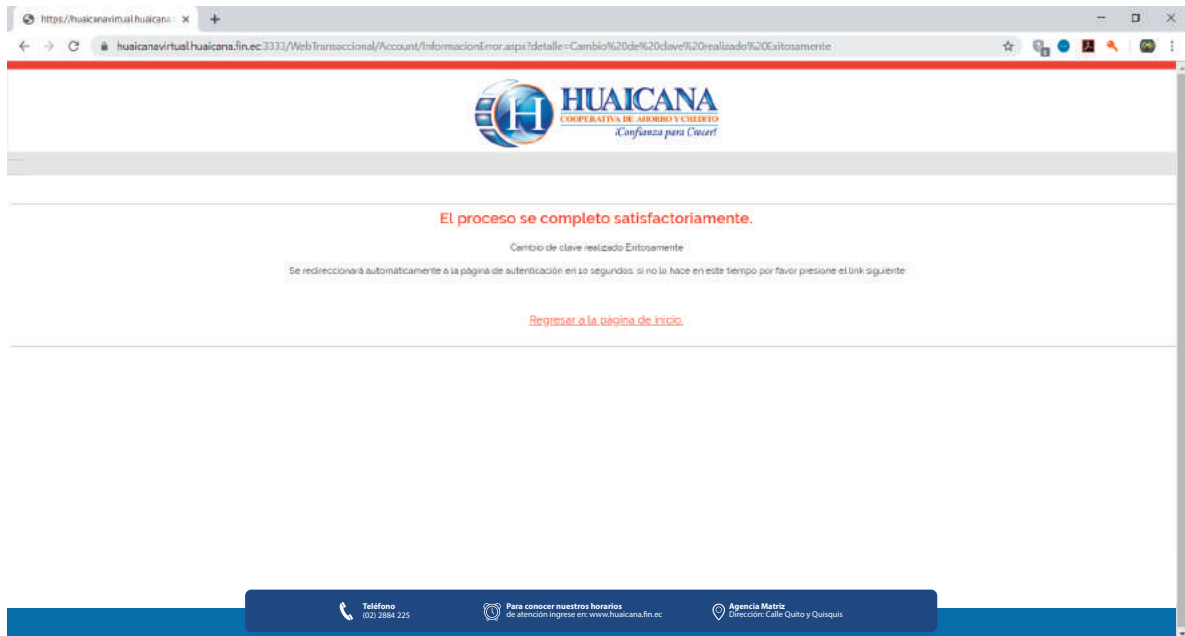 https://huaicanavirtual.huaicana.
huaicanavirtual.huaicana.fin.ec:3333/WebTransaccional/Account/InformacionError.aspx?detalle=Cambio%20de%20clave%20realizado%20Exitosamente
HUAICANA
COOPERATIVA DE AHORRO Y CREDITO
¡Confianza para Crecer!
El proceso se completo satisfactoriamente.
Cambio de clave realizado Exitosamente
Se redireccionará automáticamente a la página de autenticación en 10 segundos, si no lo hace en este tiempo por favor presione el link siguiente:
Regresar a la página de inicio.
Teléfono
(02) 2884 225
Para conocer nuestros horarios
de atención ingrese en: www.huaicana.fin.ec
Agencia Matriz
Dirección: Calle Quito y Quisquis